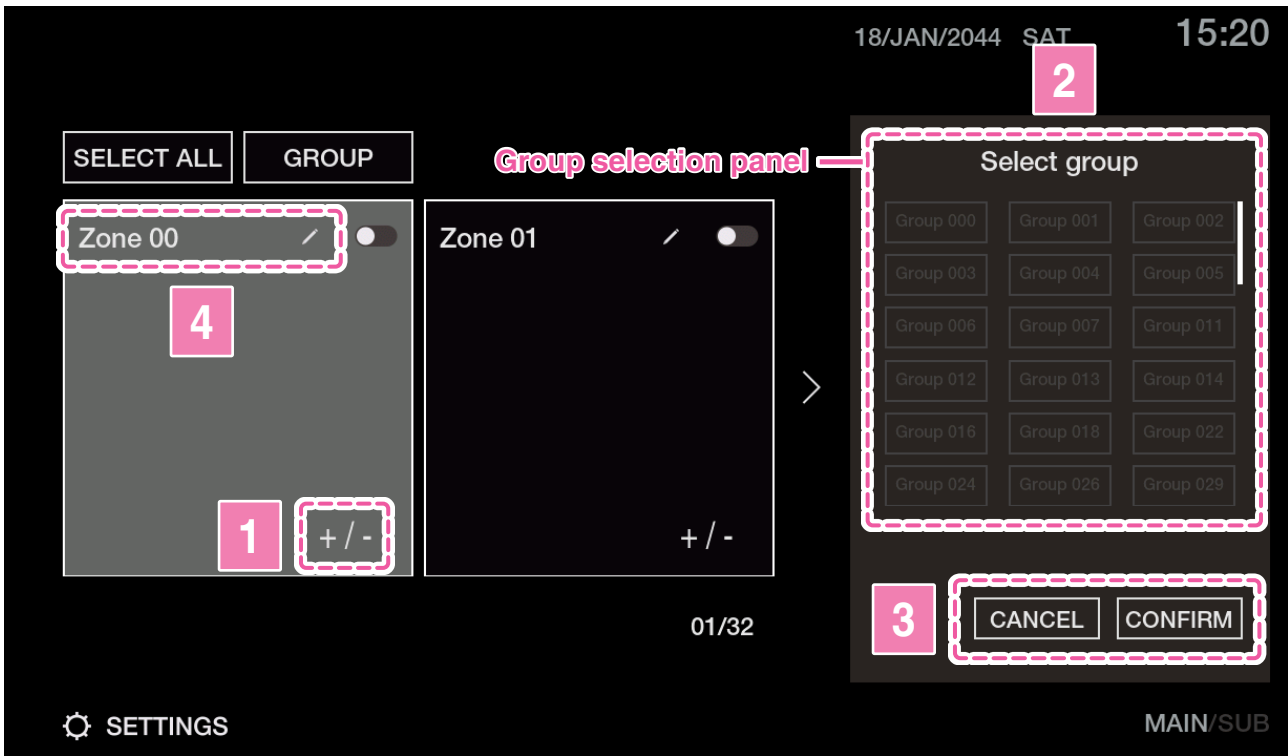 18/JAN/2044 SAT 15:20
2
SELECT ALL GROUP
Group selection panel
Select group
Zone 00
Zone 01
Group 000 Group 001 Group 002
Group 003 Group 004 Group 005
4
Group 006 Group 007 Group 011
Group 012 Group 013 Group 014
Group 016 Group 018 Group 022
Group 024 Group 026 Group 029
1
+ / -
+ / -
01/32
3
CANCEL CONFIRM
SETTINGS
MAIN/SUB